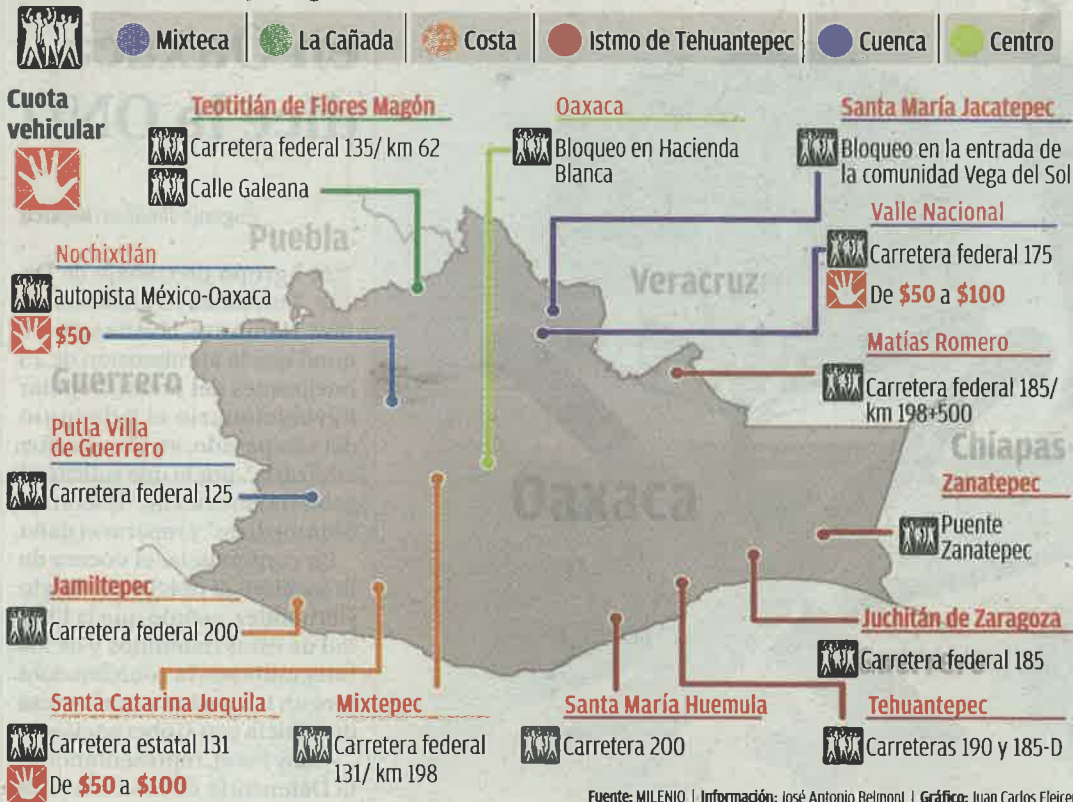 Mixteca
La Cañada
Costa
Istmo de Tehuantepec
Cuenca
Centro
Cuota
vehicular
Teotitlán de Flores Magón
Carretera federal 135/ km 62
Calle Galeana
Oaxaca
Bloqueo en Hacienda
Blanca
Santa María Jacatepec
Bloqueo en la entrada de
la comunidad Vega del Sol
Valle Nacional
Carretera federal 175
De $50 a $100
Puebla
Veracruz
Nochixtlán
autopista México-Oaxaca
$50
Matías Romero
Carretera federal 185/
km 198+500
Guerrero
Putla Villa
de Guerrero
Carretera federal 125
Chiapas
Oaxaca
Zanatepec
Puente
Zanatepec
Jamiltepec
Carretera federal 200
Juchitán de Zaragoza
Carretera federal 185
Guerrero
Santa Catarina Juquila
Carretera estatal 131
De $50 a $100
Mixtepec
Carretera federal
131/ km 198
Santa María Huemula
Carretera 200
Tehuantepec
Carreteras 190 y 185-D
Fuente: MILENIO | Información: José Antonio Belmont | Gráfico: Juan Carlos